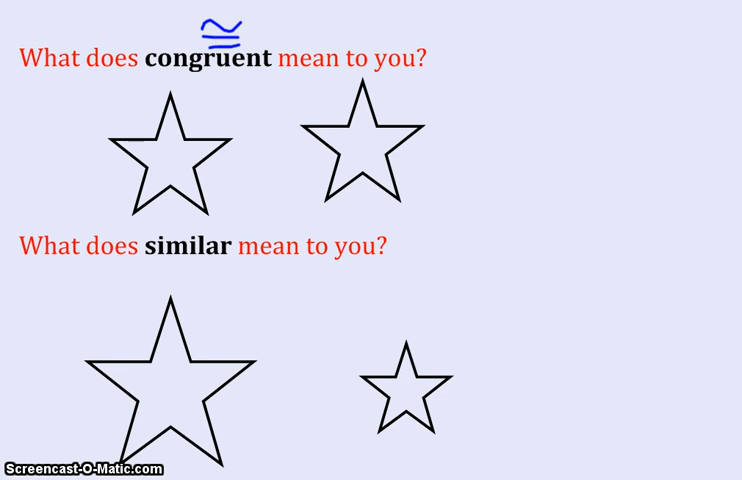 ≅
What does congruent mean to you?
What does similar mean to you?
Screencast-O-Matic.com